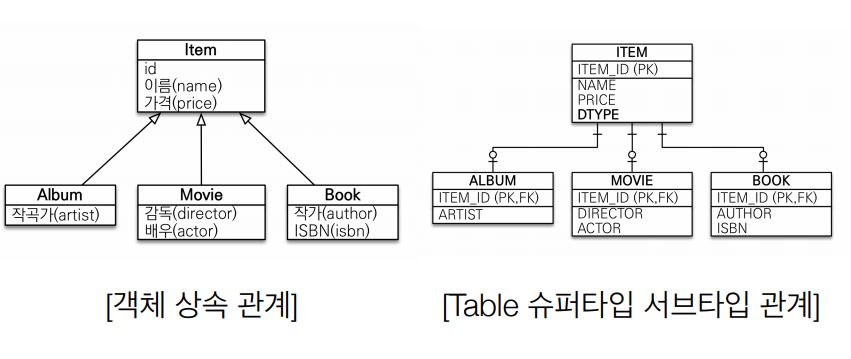 Item
id
이름(name)
가격(price)
Album
작곡가(artist)
Movie
감독(director)
배우(actor)
Book
작가(author)
ISBN(isbn)
[객체 상속 관계]
ITEM
ITEM_ID (PK)
NAME
PRICE
DTYPE
ALBUM
ITEM_ID (PK,FK)
ARTIST
MOVIE
ITEM_ID (PK,FK)
DIRECTOR
ACTOR
BOOK
ITEM_ID (PK,FK)
AUTHOR
ISBN
[Table 슈퍼타입 서브타입 관계]